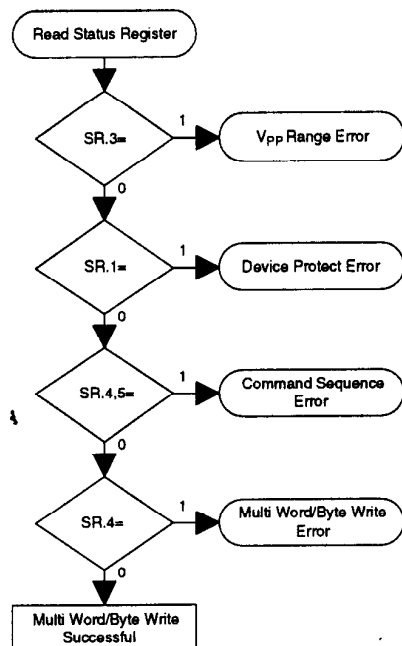 Read Status Register
SR.3=
1
VPP Range Error
0
SR.1=
1
Device Protect Error
0
SR.4,5=
1
Command Sequence
Error
0
SR.4=
1
Multi Word/Byte Write
Error
0
Multi Word/Byte Write
Successful